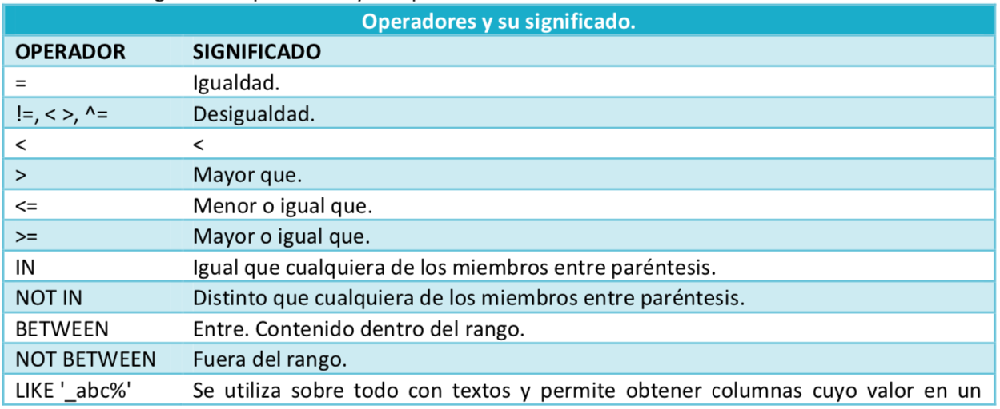 Operadores y su significado.
OPERADOR SIGNIFICADO
= Igualdad.
!=, < >, ^= Desigualdad.
< <
> Mayor que.
<= Menor o igual que.
>= Mayor o igual que.
IN Igual que cualquiera de los miembros entre paréntesis.
NOT IN Distinto que cualquiera de los miembros entre paréntesis.
BETWEEN Entre. Contenido dentro del rango.
NOT BETWEEN Fuera del rango.
LIKE '_abc%' Se utiliza sobre todo con textos y permite obtener columnas cuyo valor en un